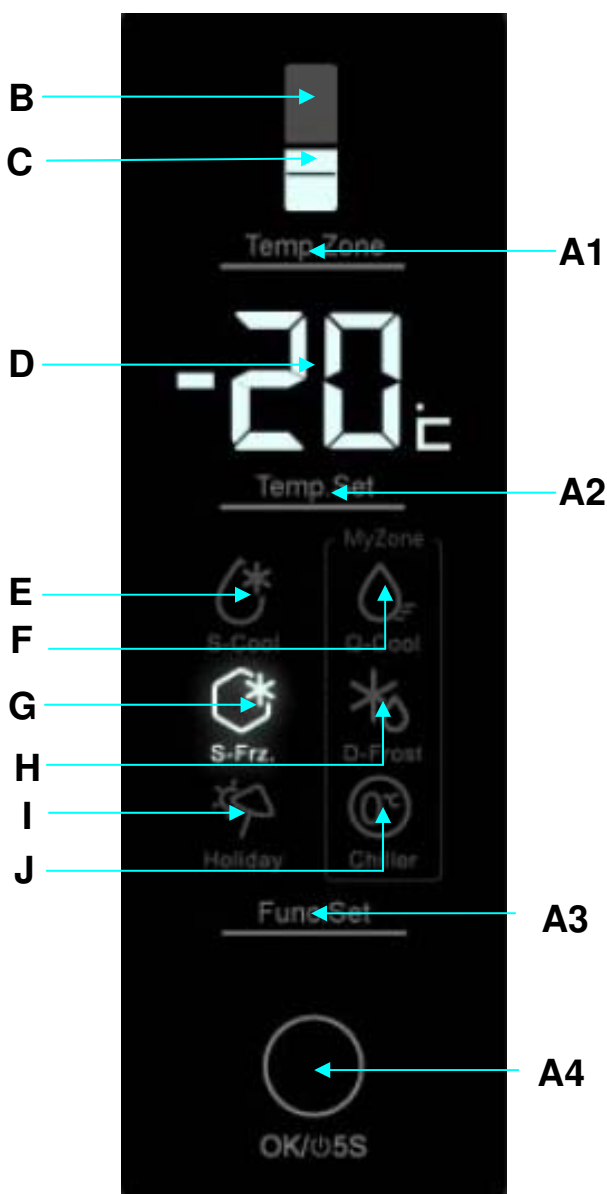 B
C
Temp.Zone
A1
D
-20°C
Temp.Set
A2
MyZone
E
S-Cool
F
Q-Cool
G
S-Frz.
H
D-Frost
I
Holiday
0°C
J
Chiller
Func.Set
A3
A4
OK/⏻5S